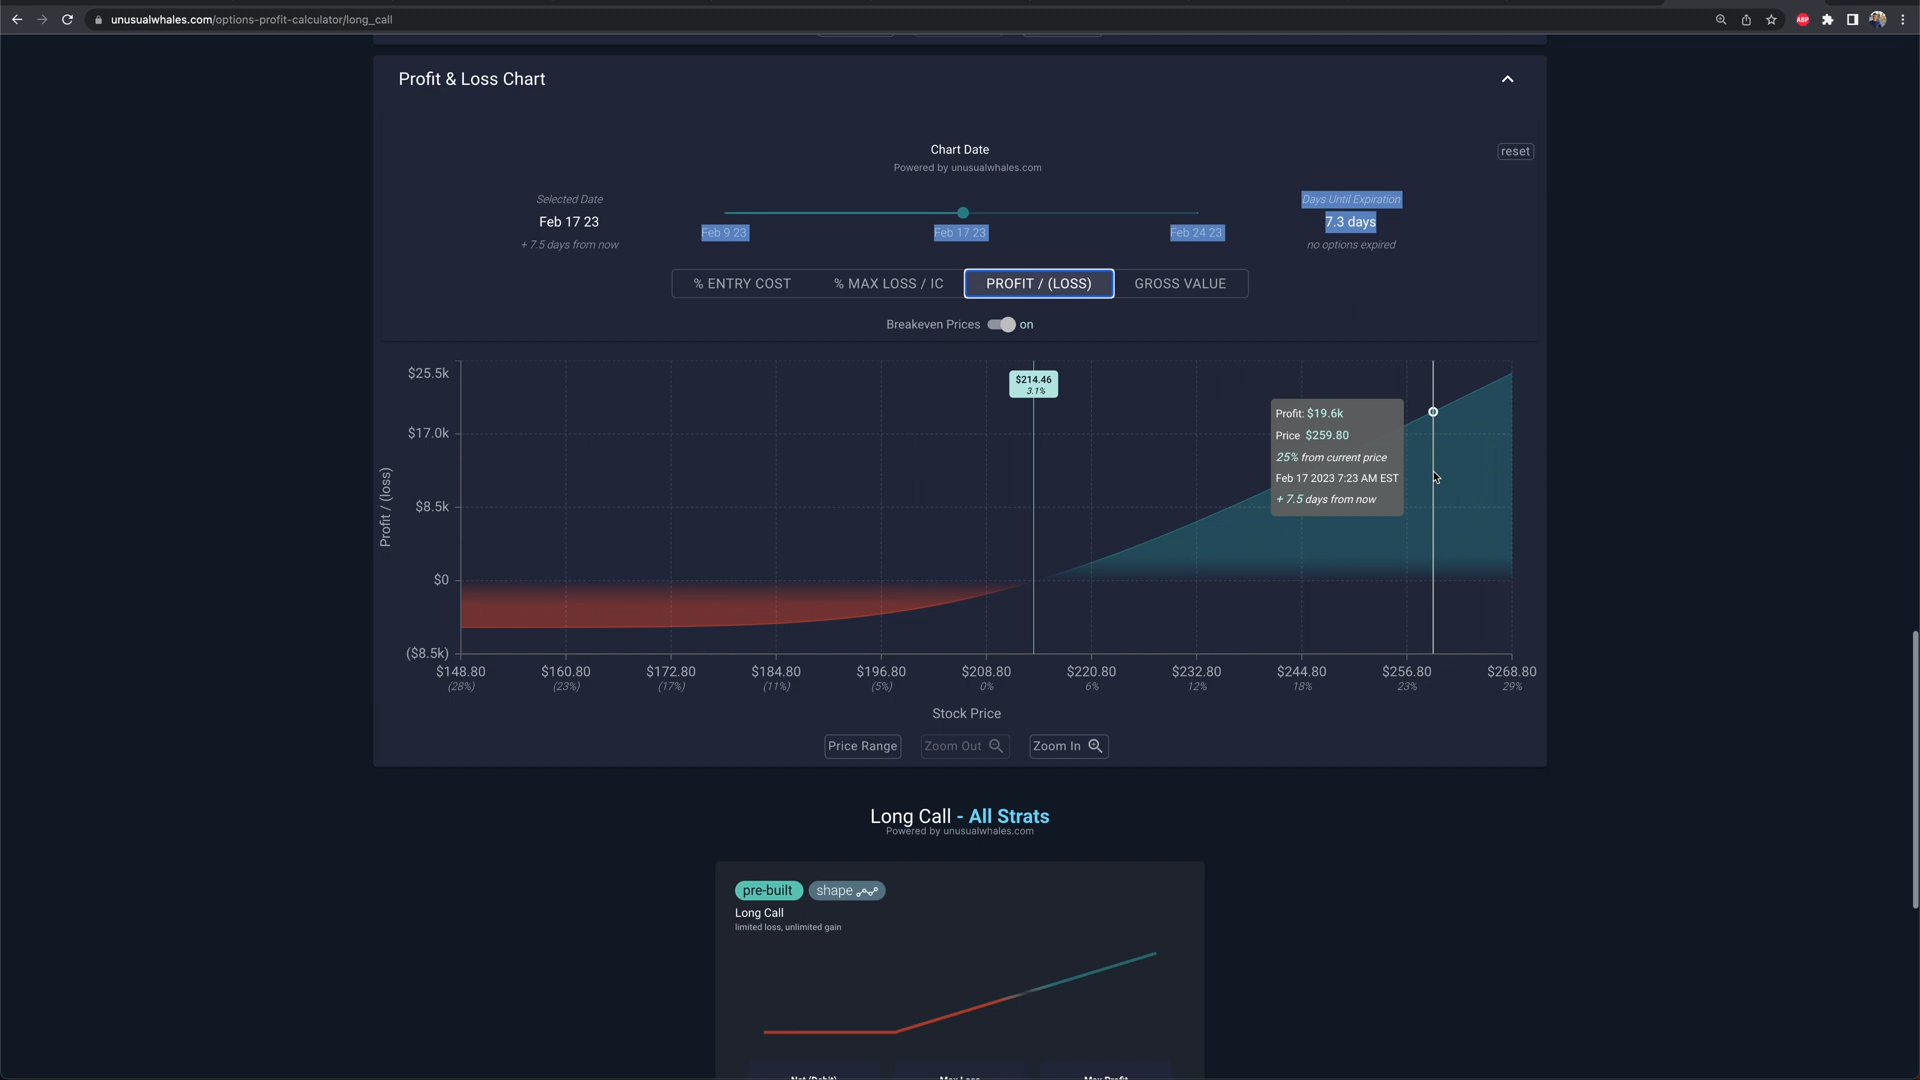 unusualwhales.com/options-profit-calculator/long_call
ABP
Profit & Loss Chart
Chart Date
Powered by unusualwhales.com
reset
Selected Date
Feb 17 23
+ 7.5 days from now
Feb 9 23
Feb 17 23
Feb 24 23
Days Until Expiration
7.3 days
no options expired
% ENTRY COST
% MAX LOSS / IC
PROFIT / (LOSS)
GROSS VALUE
Breakeven Prices on
$25.5k
$17.0k
$8.5k
$0
($8.5k)
Profit / (loss)
$214.46
3.1%
Profit: $19.6k
Price $259.80
25% from current price
Feb 17 2023 7:23 AM EST
+ 7.5 days from now
$148.80 $160.80 $172.80 $184.80 $196.80 $208.80 $220.80 $232.80 $244.80 $256.80 $268.80
(28%) (23%) (17%) (11%) (5%) 0% 6% 12% 18% 23% 29%
Stock Price
Price Range
Zoom Out
Zoom In
Long Call - All Strats
Powered by unusualwhales.com
pre-built
shape
Long Call
limited loss, unlimited gain